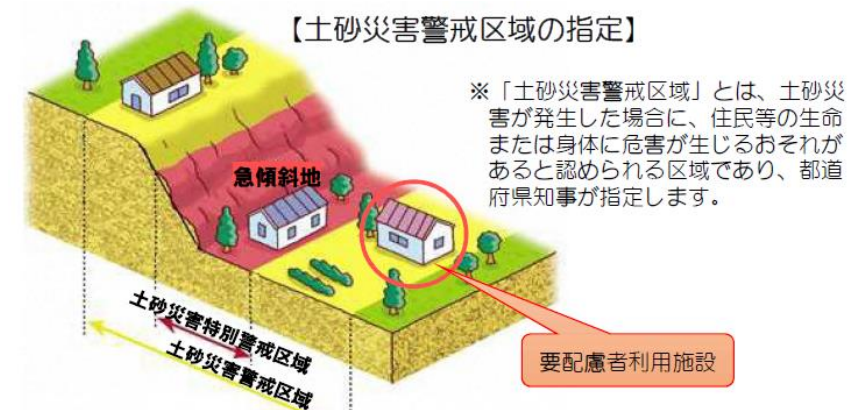 【土砂災害警戒区域の指定】
※「土砂災害警戒区域」とは、土砂災
害が発生した場合に、住民等の生命
または身体に危害が生じるおそれが
あると認められる区域であり、都道
府県知事が指定します。
急傾斜地
土砂災害特別警戒区域
土砂災害警戒区域
要配慮者利用施設